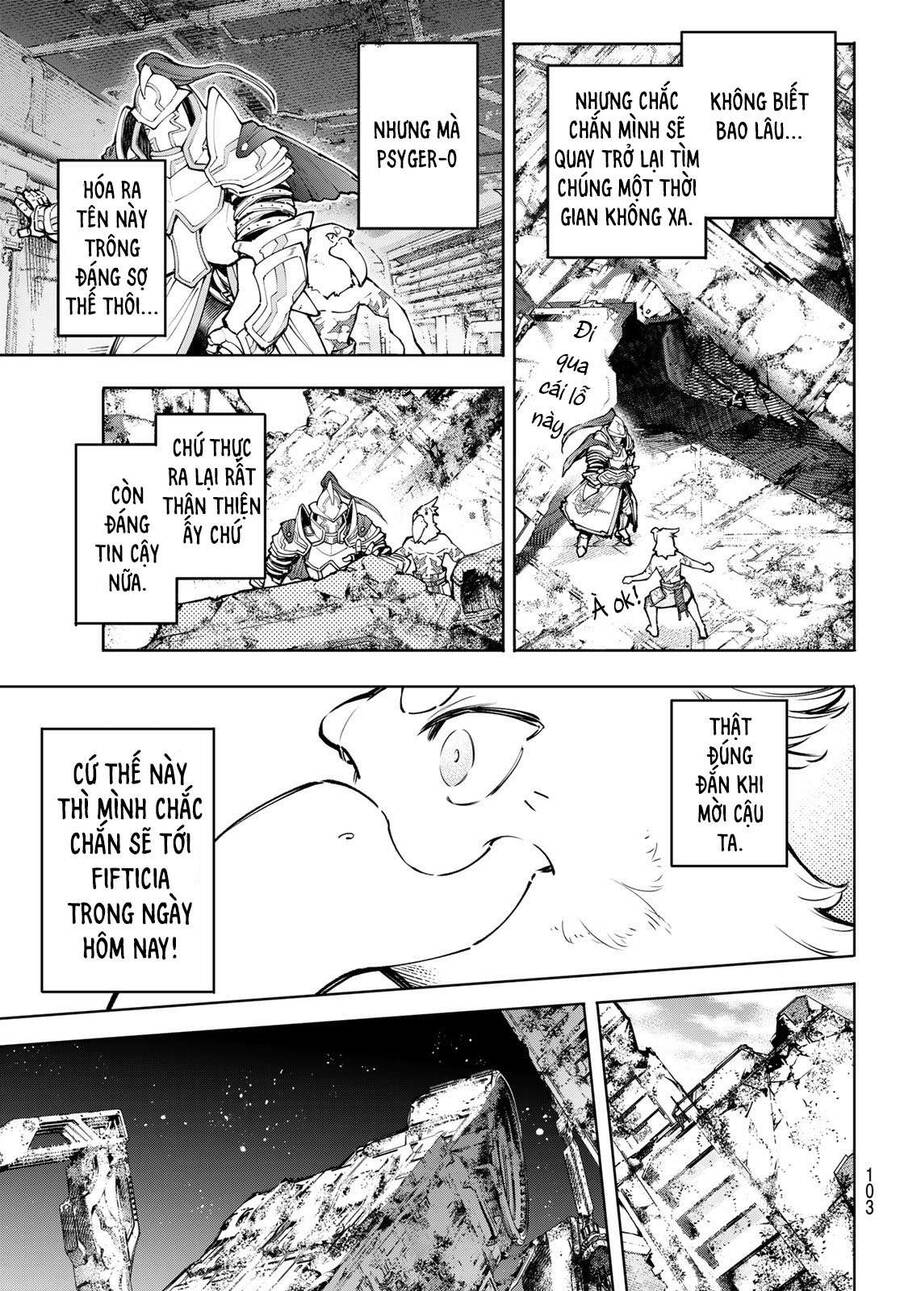 KHÔNG BIẾT
BAO LÂU...
NHƯNG CHẮC
CHẮN MÌNH SẼ
QUAY TRỞ LẠI TÌM
CHÚNG MỘT THỜI
GIAN KHÔNG XA.
Đi
qua
cái lỗ
này
À ok!
NHƯNG MÀ
PSYGER-0
HÓA RA
TÊN NÀY
TRÔNG
ĐÁNG SỢ
THẾ THÔI...
CHỨ THỰC
RA LẠI RẤT
THÂN THIỆN
ẤY CHỨ
CÒN
ĐÁNG
TIN CẬY
NỮA.
THẬT
ĐÚNG
ĐẮN KHI
MỜI CẬU
TA.
CỨ THẾ NÀY
THÌ MÌNH CHẮC
CHẮN SẼ TỚI
FIFTICIA
TRONG NGÀY
HÔM NAY!
103